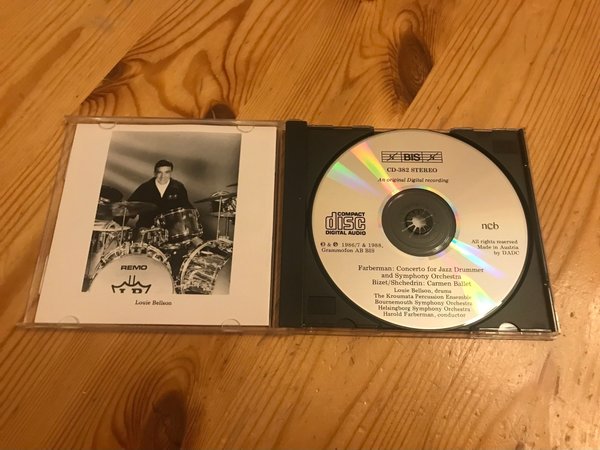 REMO
LB
Louie Bellson
BIS
CD-382 STEREO
An original Digital recording
COMPACT
disc
DIGITAL AUDIO
ncb
℗ & © 1986/7 & 1988,
Grammofon AB BIS
All rights reserved
Made in Austria
by DADC
Farberman: Concerto for Jazz Drummer
and Symphony Orchestra
Bizet/Shchedrin: Carmen Ballet
Louie Bellson, drums
The Kroumata Percussion Ensemble
Bournemouth Symphony Orchestra
Helsingborg Symphony Orchestra
Harold Farberman, conductor